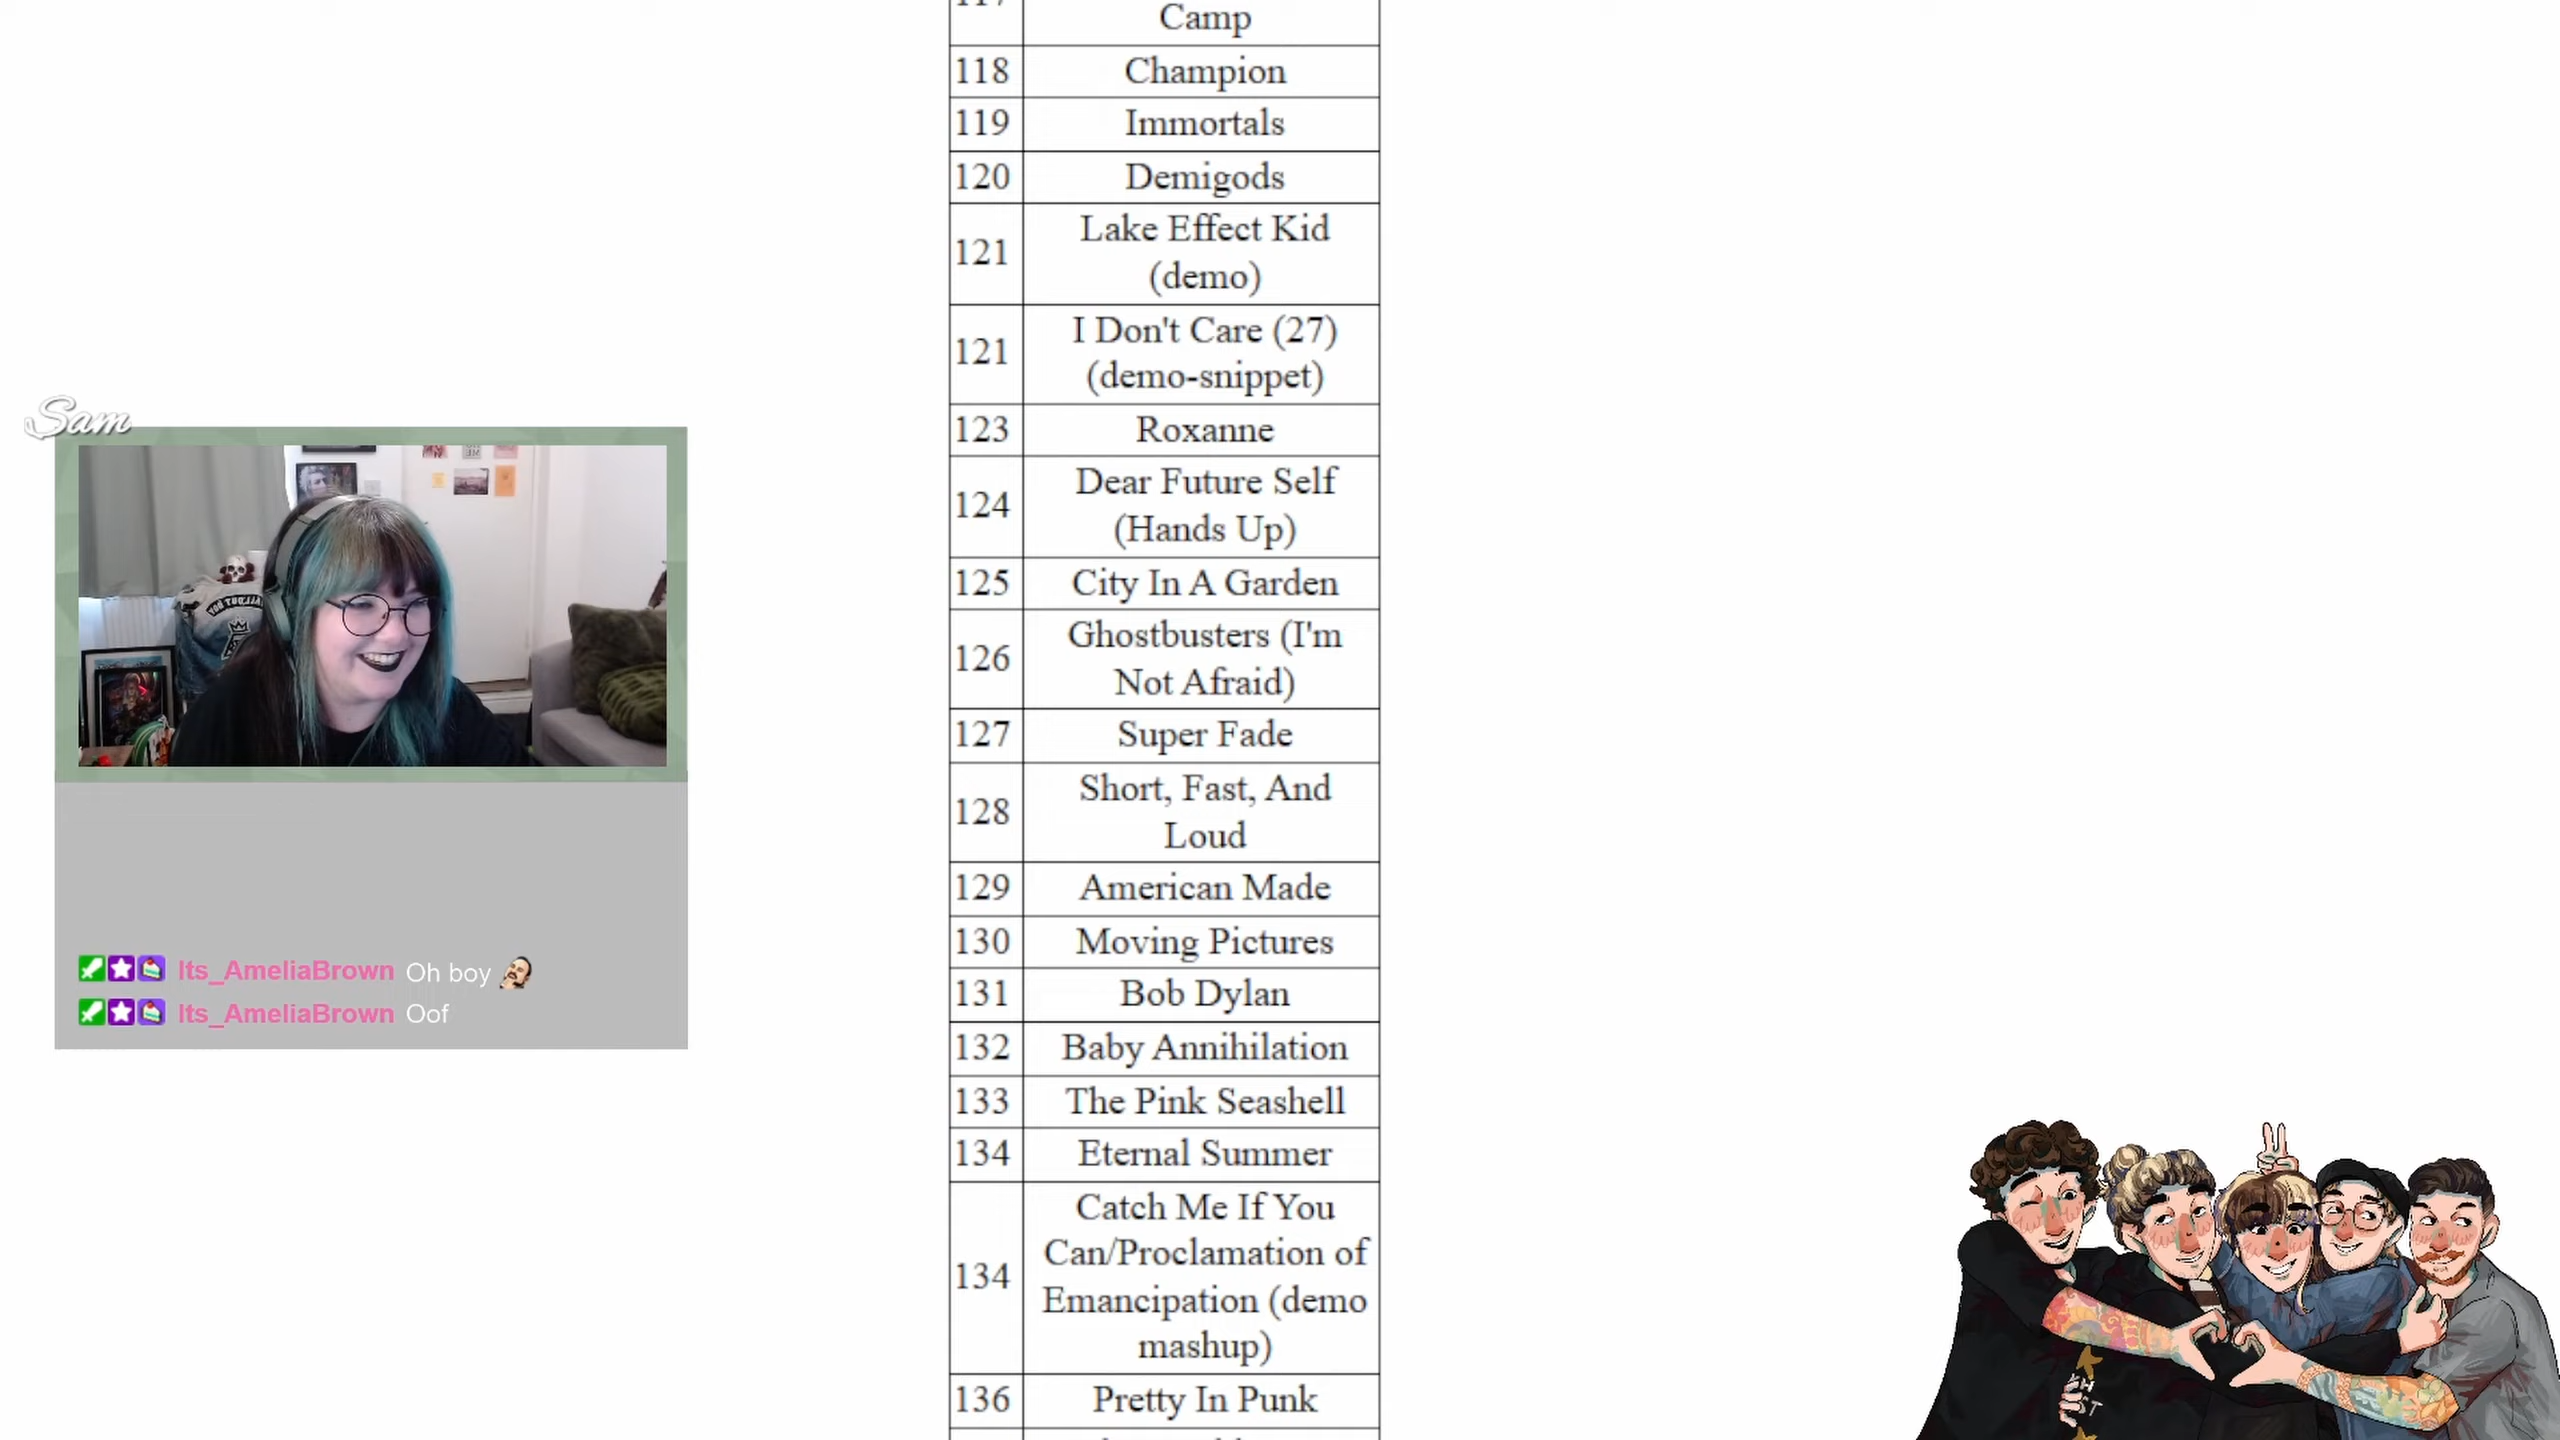 Camp
118 Champion
119 Immortals
120 Demigods
121 Lake Effect Kid
(demo)
121 I Don't Care (27)
(demo-snippet)
123 Roxanne
124 Dear Future Self
(Hands Up)
125 City In A Garden
126 Ghostbusters (I'm
Not Afraid)
127 Super Fade
128 Short, Fast, And
Loud
129 American Made
130 Moving Pictures
131 Bob Dylan
132 Baby Annihilation
133 The Pink Seashell
134 Eternal Summer
134 Catch Me If You
Can/Proclamation of
Emancipation (demo
mashup)
136 Pretty In Punk
Sam
Its_AmeliaBrown Oh boy
Its_AmeliaBrown Oof